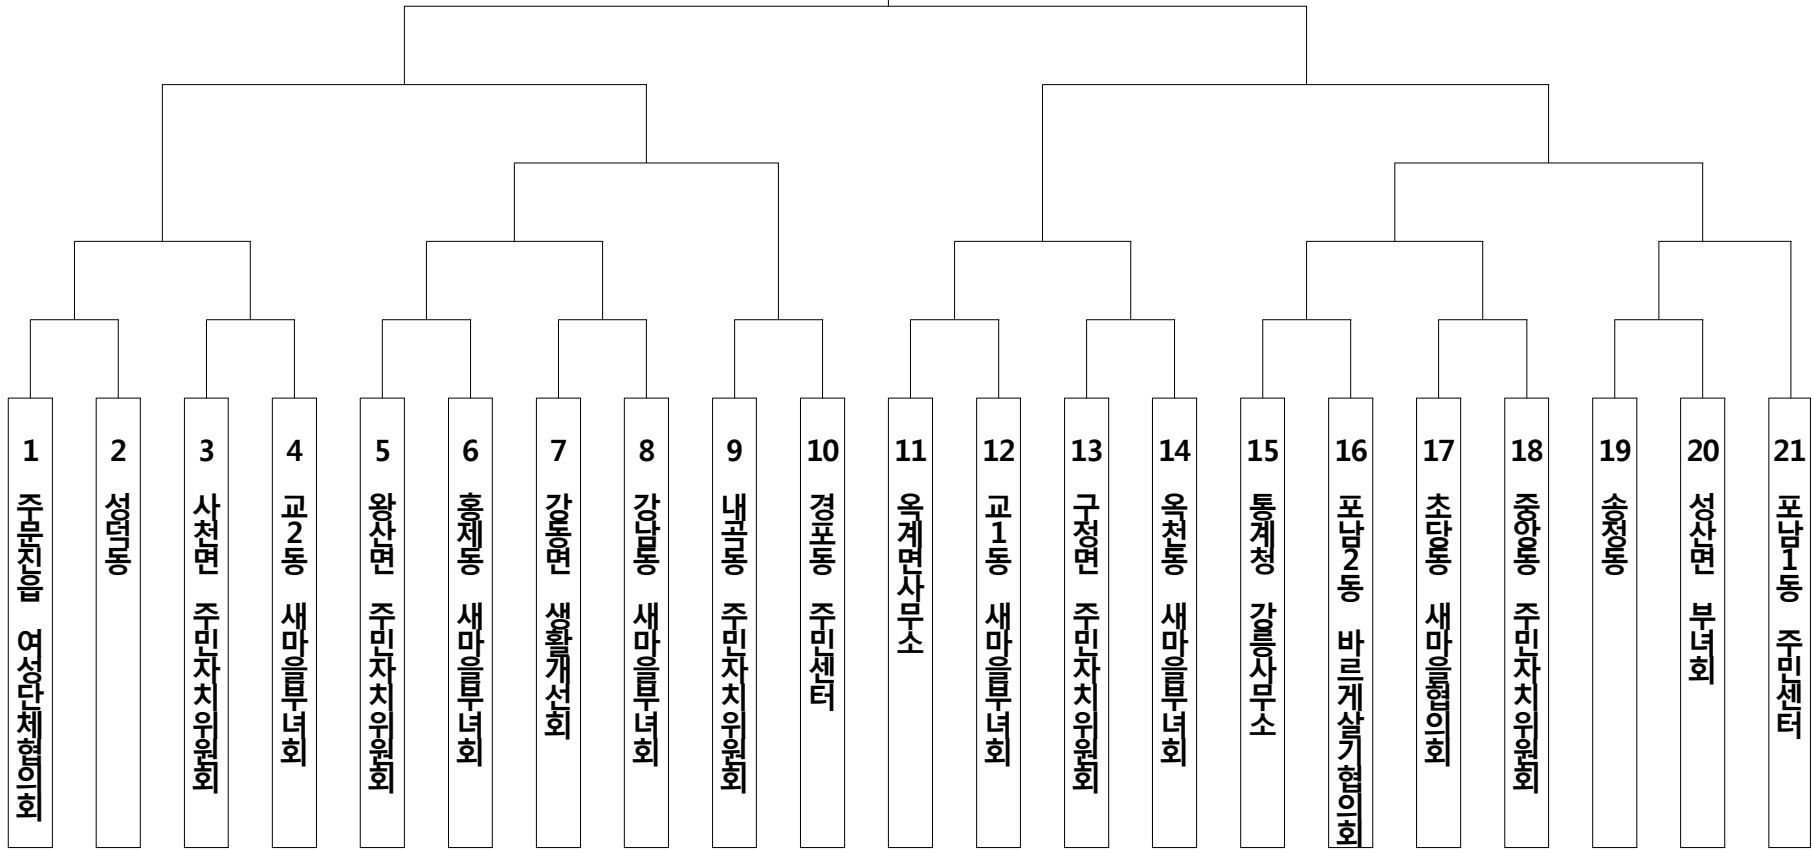 1 주문진읍 여성단체협의회
2 성덕동
3 사천면 주민자치위원회
4 교2동 새마을부녀회
5 왕산면 주민자치위원회
6 홍제동 새마을부녀회
7 강동면 생활개선회
8 강남동 새마을부녀회
9 내곡동 주민자치위원회
10 경포동 주민센터
11 옥계면사무소
12 교1동 새마을부녀회
13 구정면 주민자치위원회
14 옥천동 새마을부녀회
15 통계청 강릉사무소
16 포남2동 바르게살기협의회
17 초당동 새마을협의회
18 중앙동 주민자치위원회
19 송정동
20 성산면 부녀회
21 포남1동 주민센터